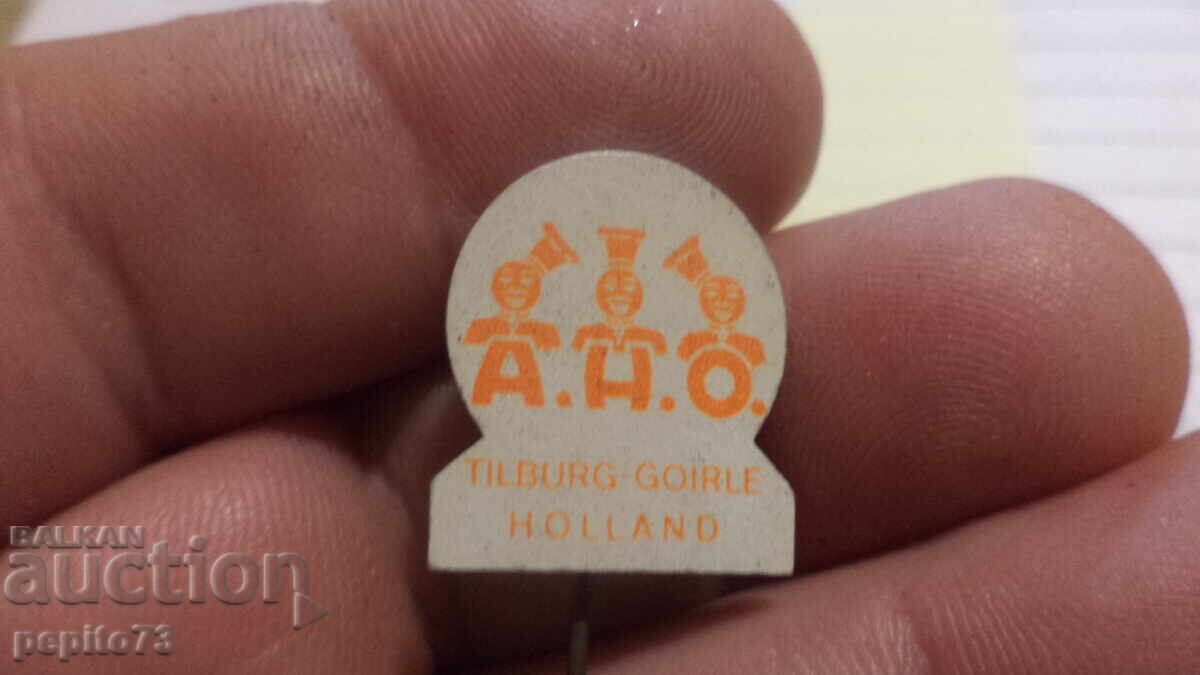 A.H.O.
TILBURG-GOIRLE
HOLLAND
BALKAN
auction
pepito73